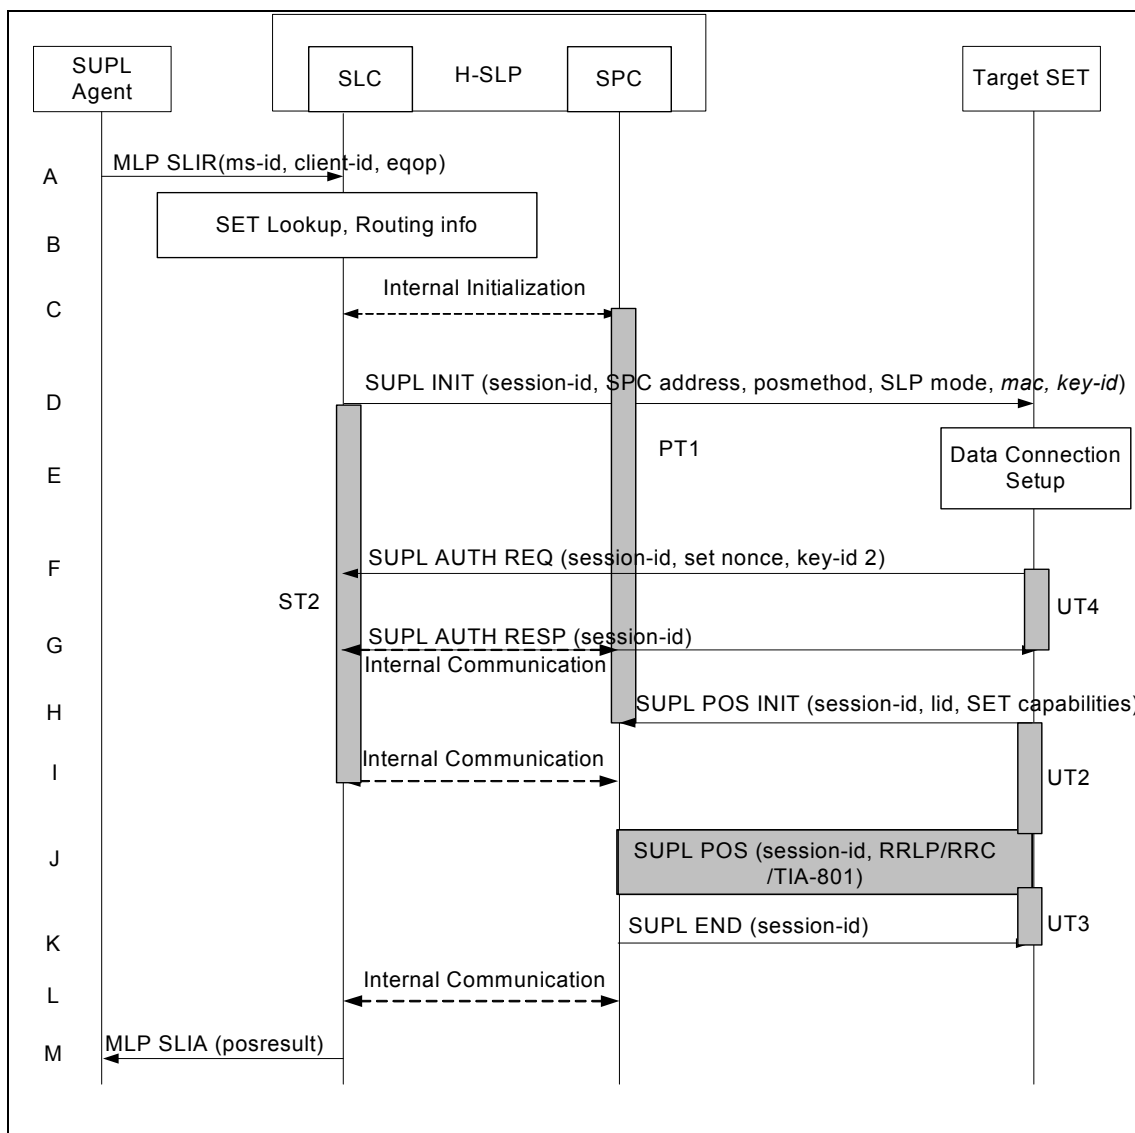 SUPL
Agent
SLC
H-SLP
SPC
Target SET
A
MLP SLIR(ms-id, client-id, eqop)
B
SET Lookup, Routing info
C
Internal Initialization
D
SUPL INIT (session-id, SPC address, posmethod, SLP mode, mac, key-id)
E
PT1
Data Connection
Setup
F
SUPL AUTH REQ (session-id, set nonce, key-id 2)
ST2
UT4
G
SUPL AUTH RESP (session-id)
Internal Communication
H
SUPL POS INIT (session-id, lid, SET capabilities)
I
Internal Communication
UT2
J
SUPL POS (session-id, RRLP/RRC
/TIA-801)
K
SUPL END (session-id)
UT3
L
Internal Communication
M
MLP SLIA (posresult)